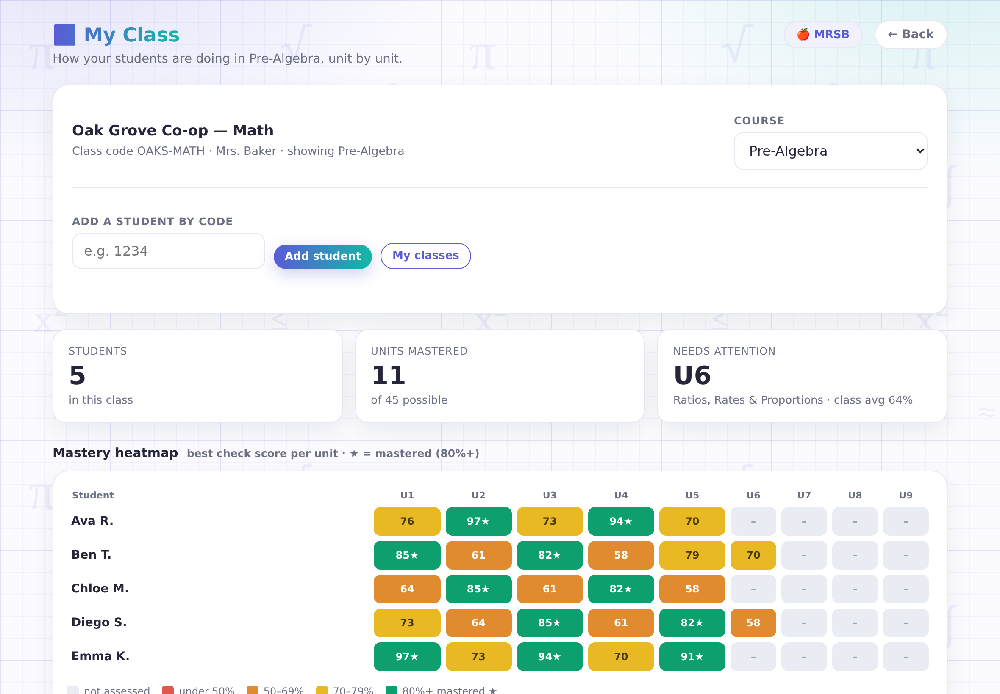 My Class
🍎 MRSB
← Back
How your students are doing in Pre-Algebra, unit by unit.
Oak Grove Co-op — Math
Class code OAKS-MATH · Mrs. Baker · showing Pre-Algebra
COURSE
Pre-Algebra
ADD A STUDENT BY CODE
e.g. 1234
Add student
My classes
STUDENTS
5
in this class
UNITS MASTERED
11
of 45 possible
NEEDS ATTENTION
U6
Ratios, Rates & Proportions · class avg 64%
Mastery heatmap best check score per unit · ★ = mastered (80%+)
Student U1 U2 U3 U4 U5 U6 U7 U8 U9
Ava R. 76 97★ 73 94★ 70 – – – –
Ben T. 85★ 61 82★ 58 79 70 – – –
Chloe M. 64 85★ 61 82★ 58 – – – –
Diego S. 73 64 85★ 61 82★ 58 – – –
Emma K. 97★ 73 94★ 70 91★ – – – –
not assessed under 50% 50–69% 70–79% 80%+ mastered ★